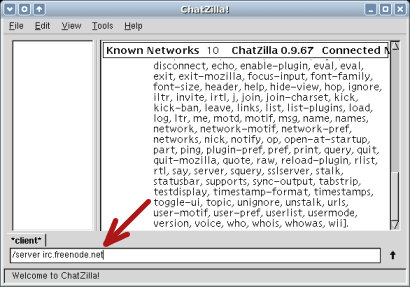 ChatZilla!
File Edit View Tools Help
Known Networks 10 ChatZilla 0.9.67 Connected N
disconnect, echo, enable-plugin, eval, eval,
exit, exit-mozilla, focus-input, font-family,
font-size, header, help, hide-view, hop, ignore,
iltr, invite, irtl, j, join, join-charset, kick,
kick-ban, leave, links, list, list-plugins, load,
log, ltr, me, motd, motif, msg, name, names,
network, network-motif, network-pref,
networks, nick, notify, op, open-at-startup,
part, ping, plugin-pref, pref, print, query, quit,
quit-mozilla, quote, raw, reload-plugin, rlist,
rtl, say, server, squery, sslserver, stalk,
statusbar, supports, sync-output, tabstrip,
testdisplay, timestamp-format, timestamps,
toggle-ui, topic, unignore, unstalk, urls,
user-motif, user-pref, userlist, usermode,
version, voice, who, whois, whowas, wii].
*client*
/server irc.freenode.net
Welcome to ChatZilla!